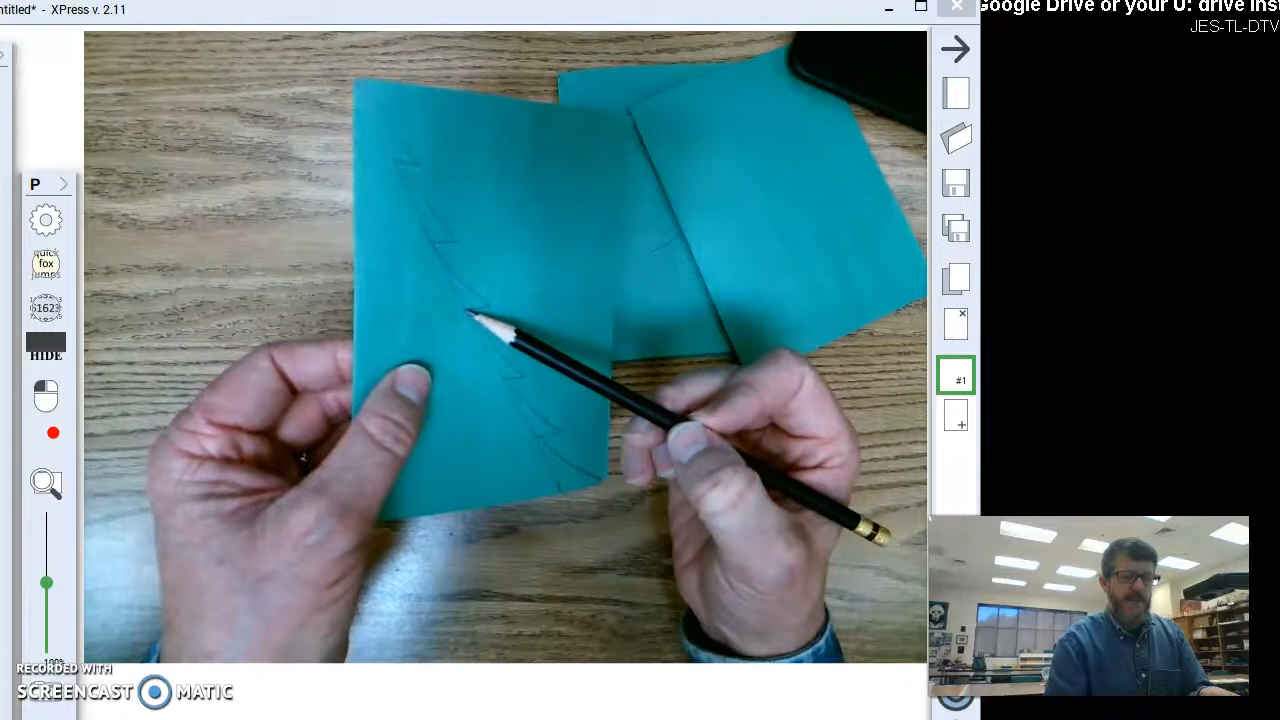 ntitled* - XPress v. 2.11
Google Drive or your U: drive ins
JES-TL-DTV
P
quick
fox
jumps
61623
HIDE
#1
RECORDED WITH
SCREENCAST MATIC